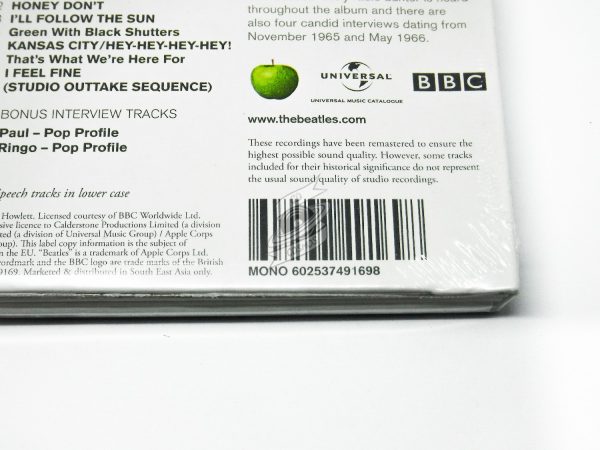 HONEY DON'T
I'LL FOLLOW THE SUN
Green With Black Shutters
KANSAS CITY/HEY-HEY-HEY-HEY!
That's What We're Here For
I FEEL FINE
(STUDIO OUTTAKE SEQUENCE)
BONUS INTERVIEW TRACKS
Paul – Pop Profile
Ringo – Pop Profile
Speech tracks in lower case
Howlett. Licensed courtesy of BBC Worldwide Ltd.
licence to Calderstone Productions Limited (a division
(a division of Universal Music Group) / Apple Corps
This label copy information is the subject of
the EU. "Beatles" is a trademark of Apple Corps Ltd.
wordmark and the BBC logo are trade marks of the British
Marketed & distributed in South East Asia only.
is heard
throughout the album and there are
also four candid interviews dating from
November 1965 and May 1966.
UNIVERSAL
UNIVERSAL MUSIC CATALOGUE
BBC
www.thebeatles.com
These recordings have been remastered to ensure the
highest possible sound quality. However, some tracks
included for their historical significance do not represent
the usual sound quality of studio recordings.
MONO 602537491698